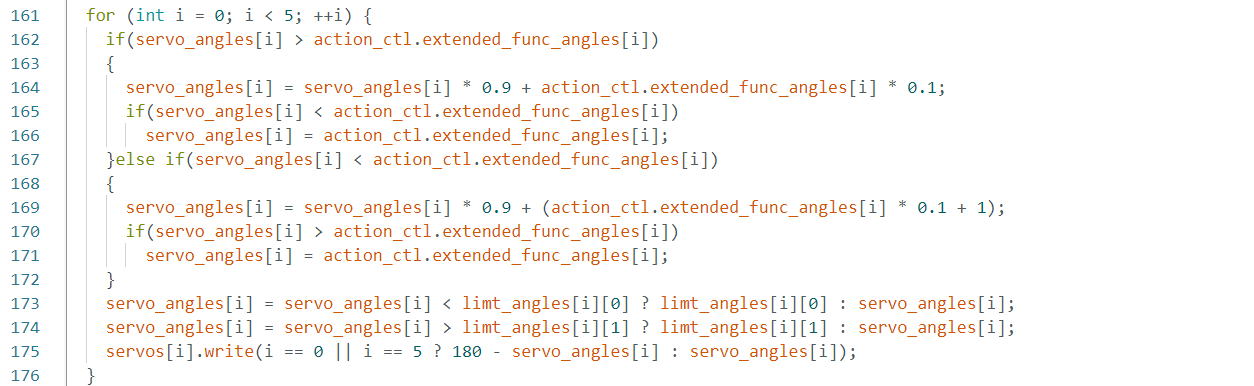 161 for (int i = 0; i < 5; ++i) {
162 if(servo_angles[i] > action_ctl.extended_func_angles[i])
163 {
164 servo_angles[i] = servo_angles[i] * 0.9 + action_ctl.extended_func_angles[i] * 0.1;
165 if(servo_angles[i] < action_ctl.extended_func_angles[i])
166 servo_angles[i] = action_ctl.extended_func_angles[i];
167 }else if(servo_angles[i] < action_ctl.extended_func_angles[i])
168 {
169 servo_angles[i] = servo_angles[i] * 0.9 + (action_ctl.extended_func_angles[i] * 0.1 + 1);
170 if(servo_angles[i] > action_ctl.extended_func_angles[i])
171 servo_angles[i] = action_ctl.extended_func_angles[i];
172 }
173 servo_angles[i] = servo_angles[i] < limt_angles[i][0] ? limt_angles[i][0] : servo_angles[i];
174 servo_angles[i] = servo_angles[i] > limt_angles[i][1] ? limt_angles[i][1] : servo_angles[i];
175 servos[i].write(i == 0 || i == 5 ? 180 - servo_angles[i] : servo_angles[i]);
176 }